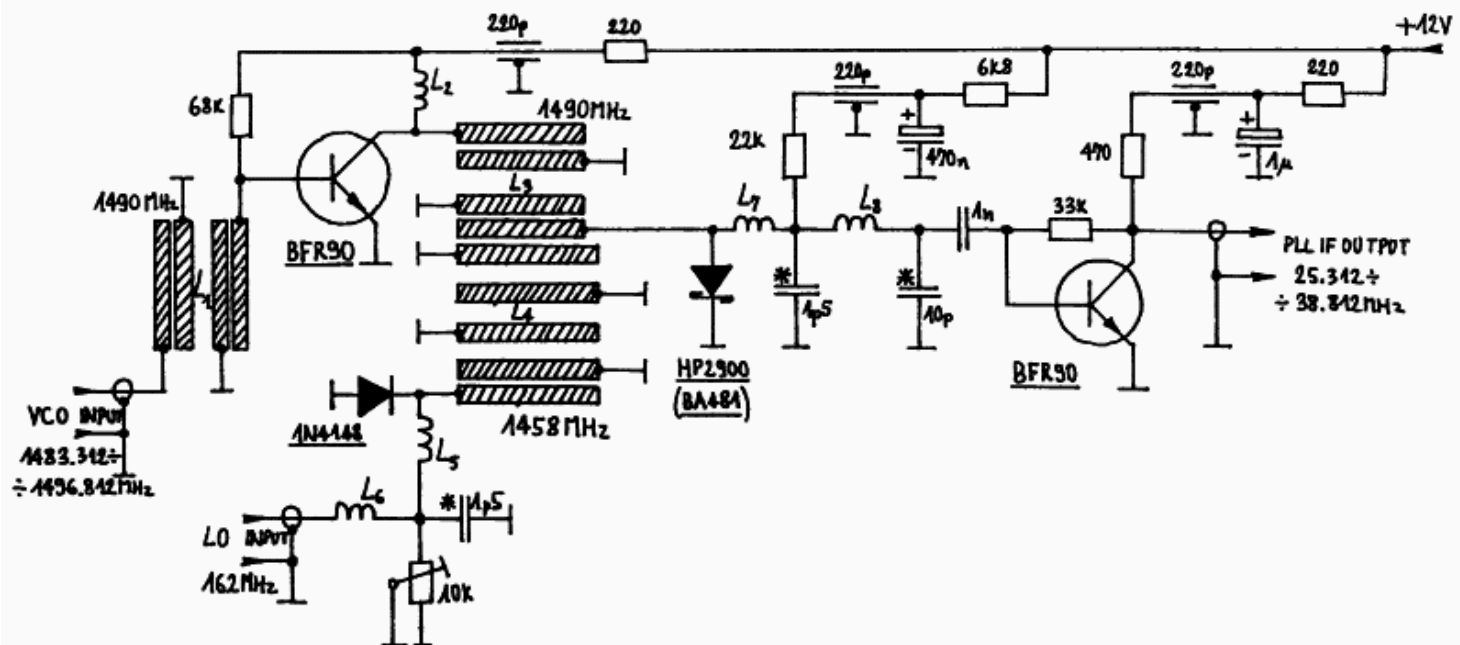 +12V
220p
220
6k8
220p
220
220p
L2
1490MHz
68k
22k
+
-
470n
470
+
-
1µ
1490MHz
L3
L7
L8
1n
33k
BFR90
PLL IF OUTPUT
25.312÷
÷38.812MHz
L1
*
1p5
*
10p
L4
HP2900
(BA481)
BFR90
VCO INPUT
1483.312÷
÷1496.812MHz
1N4148
1458MHz
L5
L6
*
1p5
LO INPUT
162MHz
10k